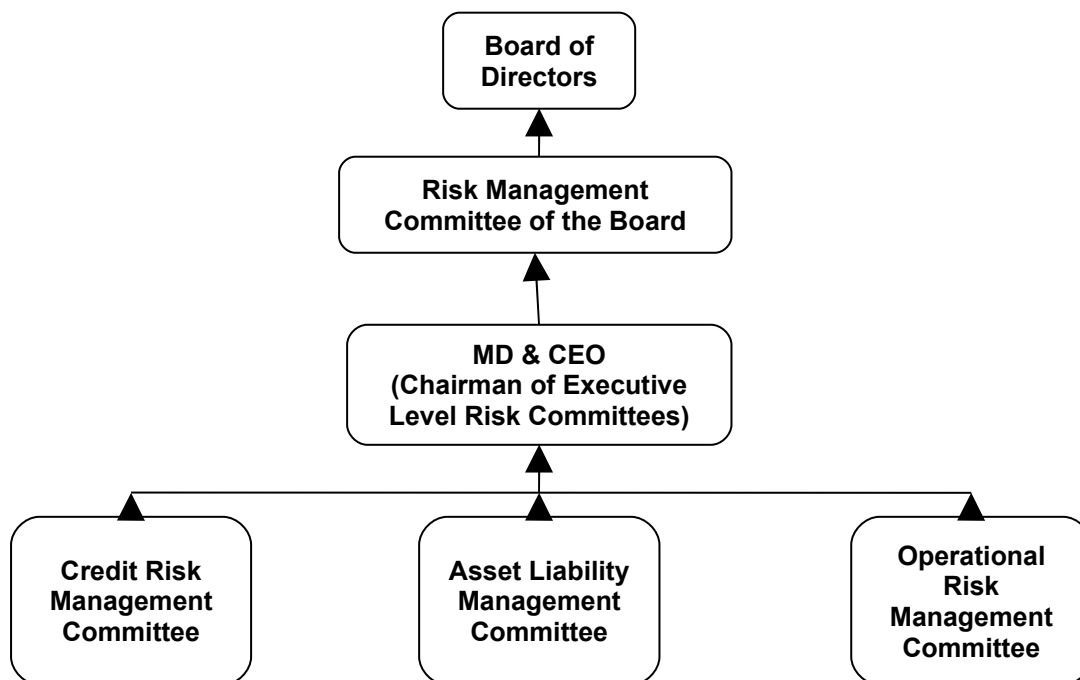 Board of
Directors
Risk Management
Committee of the Board
MD & CEO
(Chairman of Executive
Level Risk Committees)
Credit Risk
Management
Committee
Asset Liability
Management
Committee
Operational
Risk
Management
Committee